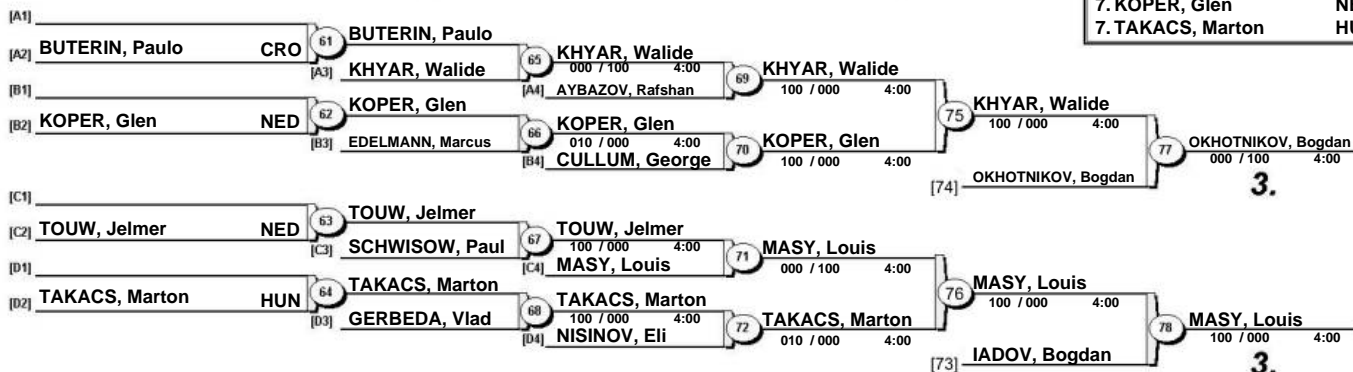 7. KOPER, Glen
7. TAKACS, Marton HU
[A1]
[A2] BUTERIN, Paulo CRO 61 BUTERIN, Paulo
[A3] KHYAR, Walide 65 KHYAR, Walide
000 / 100 4:00
[A4] AYBAZOV, Rafshan 69 KHYAR, Walide
100 / 000 4:00
[B1]
[B2] KOPER, Glen NED 62 KOPER, Glen
[B3] EDELMANN, Marcus 66 KOPER, Glen
010 / 000 4:00
[B4] CULLUM, George 70 KOPER, Glen
100 / 000 4:00
75 KHYAR, Walide
100 / 000 4:00
[74] OKHOTNIKOV, Bogdan
77 OKHOTNIKOV, Bogdan
000 / 100 4:00
3.
[C1]
[C2] TOUW, Jelmer NED 63 TOUW, Jelmer
[C3] SCHWISOW, Paul 67 TOUW, Jelmer
100 / 000 4:00
[C4] MASY, Louis 71 MASY, Louis
000 / 100 4:00
[D1]
[D2] TAKACS, Marton HUN 64 TAKACS, Marton
[D3] GERBEDA, Vlad 68 TAKACS, Marton
100 / 000 4:00
[D4] NISINOV, Eli 72 TAKACS, Marton
010 / 000 4:00
76 MASY, Louis
100 / 000 4:00
[73] IADOV, Bogdan
78 MASY, Louis
100 / 000 4:00
3.